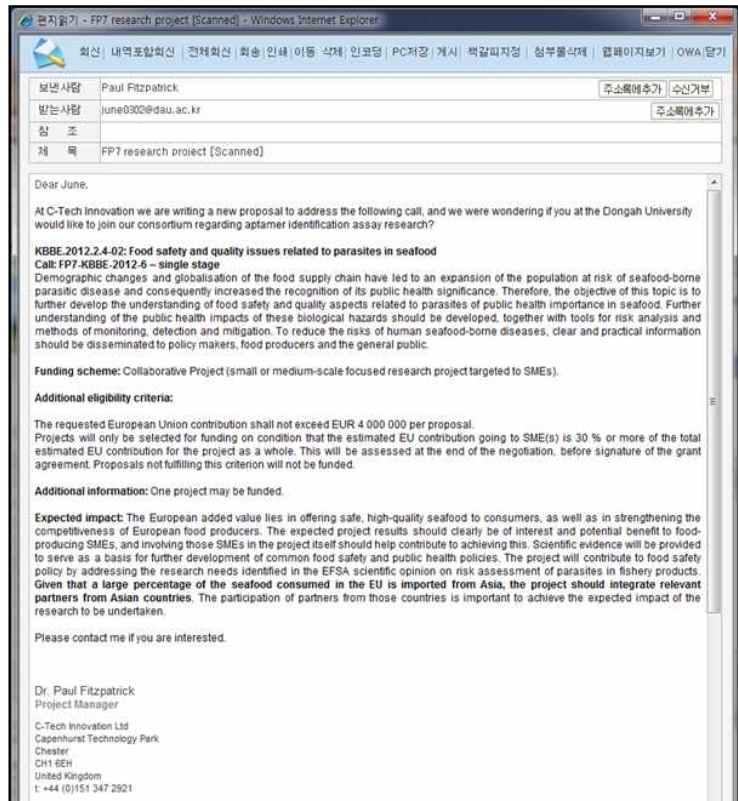 편지읽기 - FP7 research project [Scanned] - Windows Internet Explorer
회신 | 내역포함회신 | 전체회신 | 회송 | 인쇄 | 이동 삭제 | 인코딩 | PC저장 | 게시 책갈피지정 | 첨부물삭제 | 웹페이지보기 | OWA | 닫기
보낸사람 Paul Fitzpatrick 주소록에추가 수신거부
받는사람 june0302@dau.ac.kr 주소록에추가
참 조
제 목 FP7 research project [Scanned]
Dear June,
At C-Tech Innovation we are writing a new proposal to address the following call, and we were wondering if you at the Dongah University
would like to join our consortium regarding aptamer identification assay research?
KBBE.2012.2.4-02: Food safety and quality issues related to parasites in seafood
Call: FP7-KBBE-2012-6 – single stage
Demographic changes and globalisation of the food supply chain have led to an expansion of the population at risk of seafood-borne
parasitic disease and consequently increased the recognition of its public health significance. Therefore, the objective of this topic is to
further develop the understanding of food safety and quality aspects related to parasites of public health importance in seafood. Further
understanding of the public health impacts of these biological hazards should be developed, together with tools for risk analysis and
methods of monitoring, detection and mitigation. To reduce the risks of human seafood-borne diseases, clear and practical information
should be disseminated to policy makers, food producers and the general public.
Funding scheme: Collaborative Project (small or medium-scale focused research project targeted to SMEs).
Additional eligibility criteria:
The requested European Union contribution shall not exceed EUR 4 000 000 per proposal.
Projects will only be selected for funding on condition that the estimated EU contribution going to SME(s) is 30 % or more of the total
estimated EU contribution for the project as a whole. This will be assessed at the end of the negotiation, before signature of the grant
agreement. Proposals not fulfilling this criterion will not be funded.
Additional information: One project may be funded.
Expected impact: The European added value lies in offering safe, high-quality seafood to consumers, as well as in strengthening the
competitiveness of European food producers. The expected project results should clearly be of interest and potential benefit to food-
producing SMEs, and involving those SMEs in the project itself should help contribute to achieving this. Scientific evidence will be provided
to serve as a basis for further development of common food safety and public health policies. The project will contribute to food safety
policy by addressing the research needs identified in the EFSA scientific opinion on risk assessment of parasites in fishery products.
Given that a large percentage of the seafood consumed in the EU is imported from Asia, the project should integrate relevant
partners from Asian countries. The participation of partners from those countries is important to achieve the expected impact of the
research to be undertaken.
Please contact me if you are interested.
Dr. Paul Fitzpatrick
Project Manager
C-Tech Innovation Ltd
Capenhurst Technology Park
Chester
CH1 6EH
United Kingdom
t: +44 (0)151 347 2921